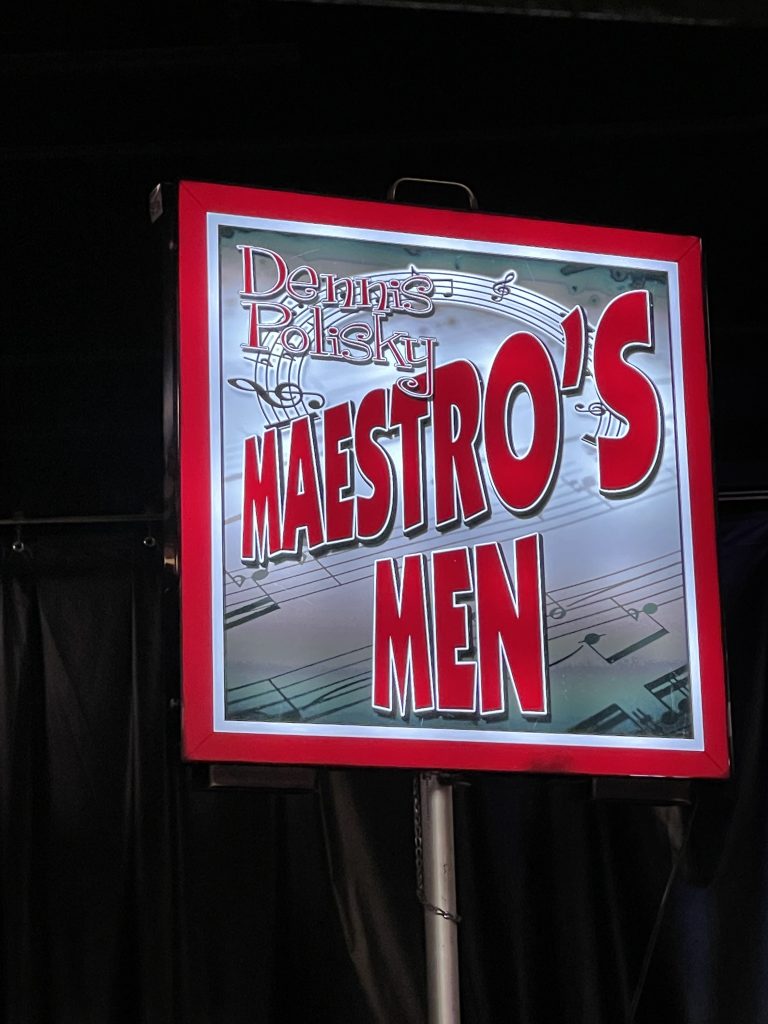 Dennis
Polisky
MAESTRO'S
MEN